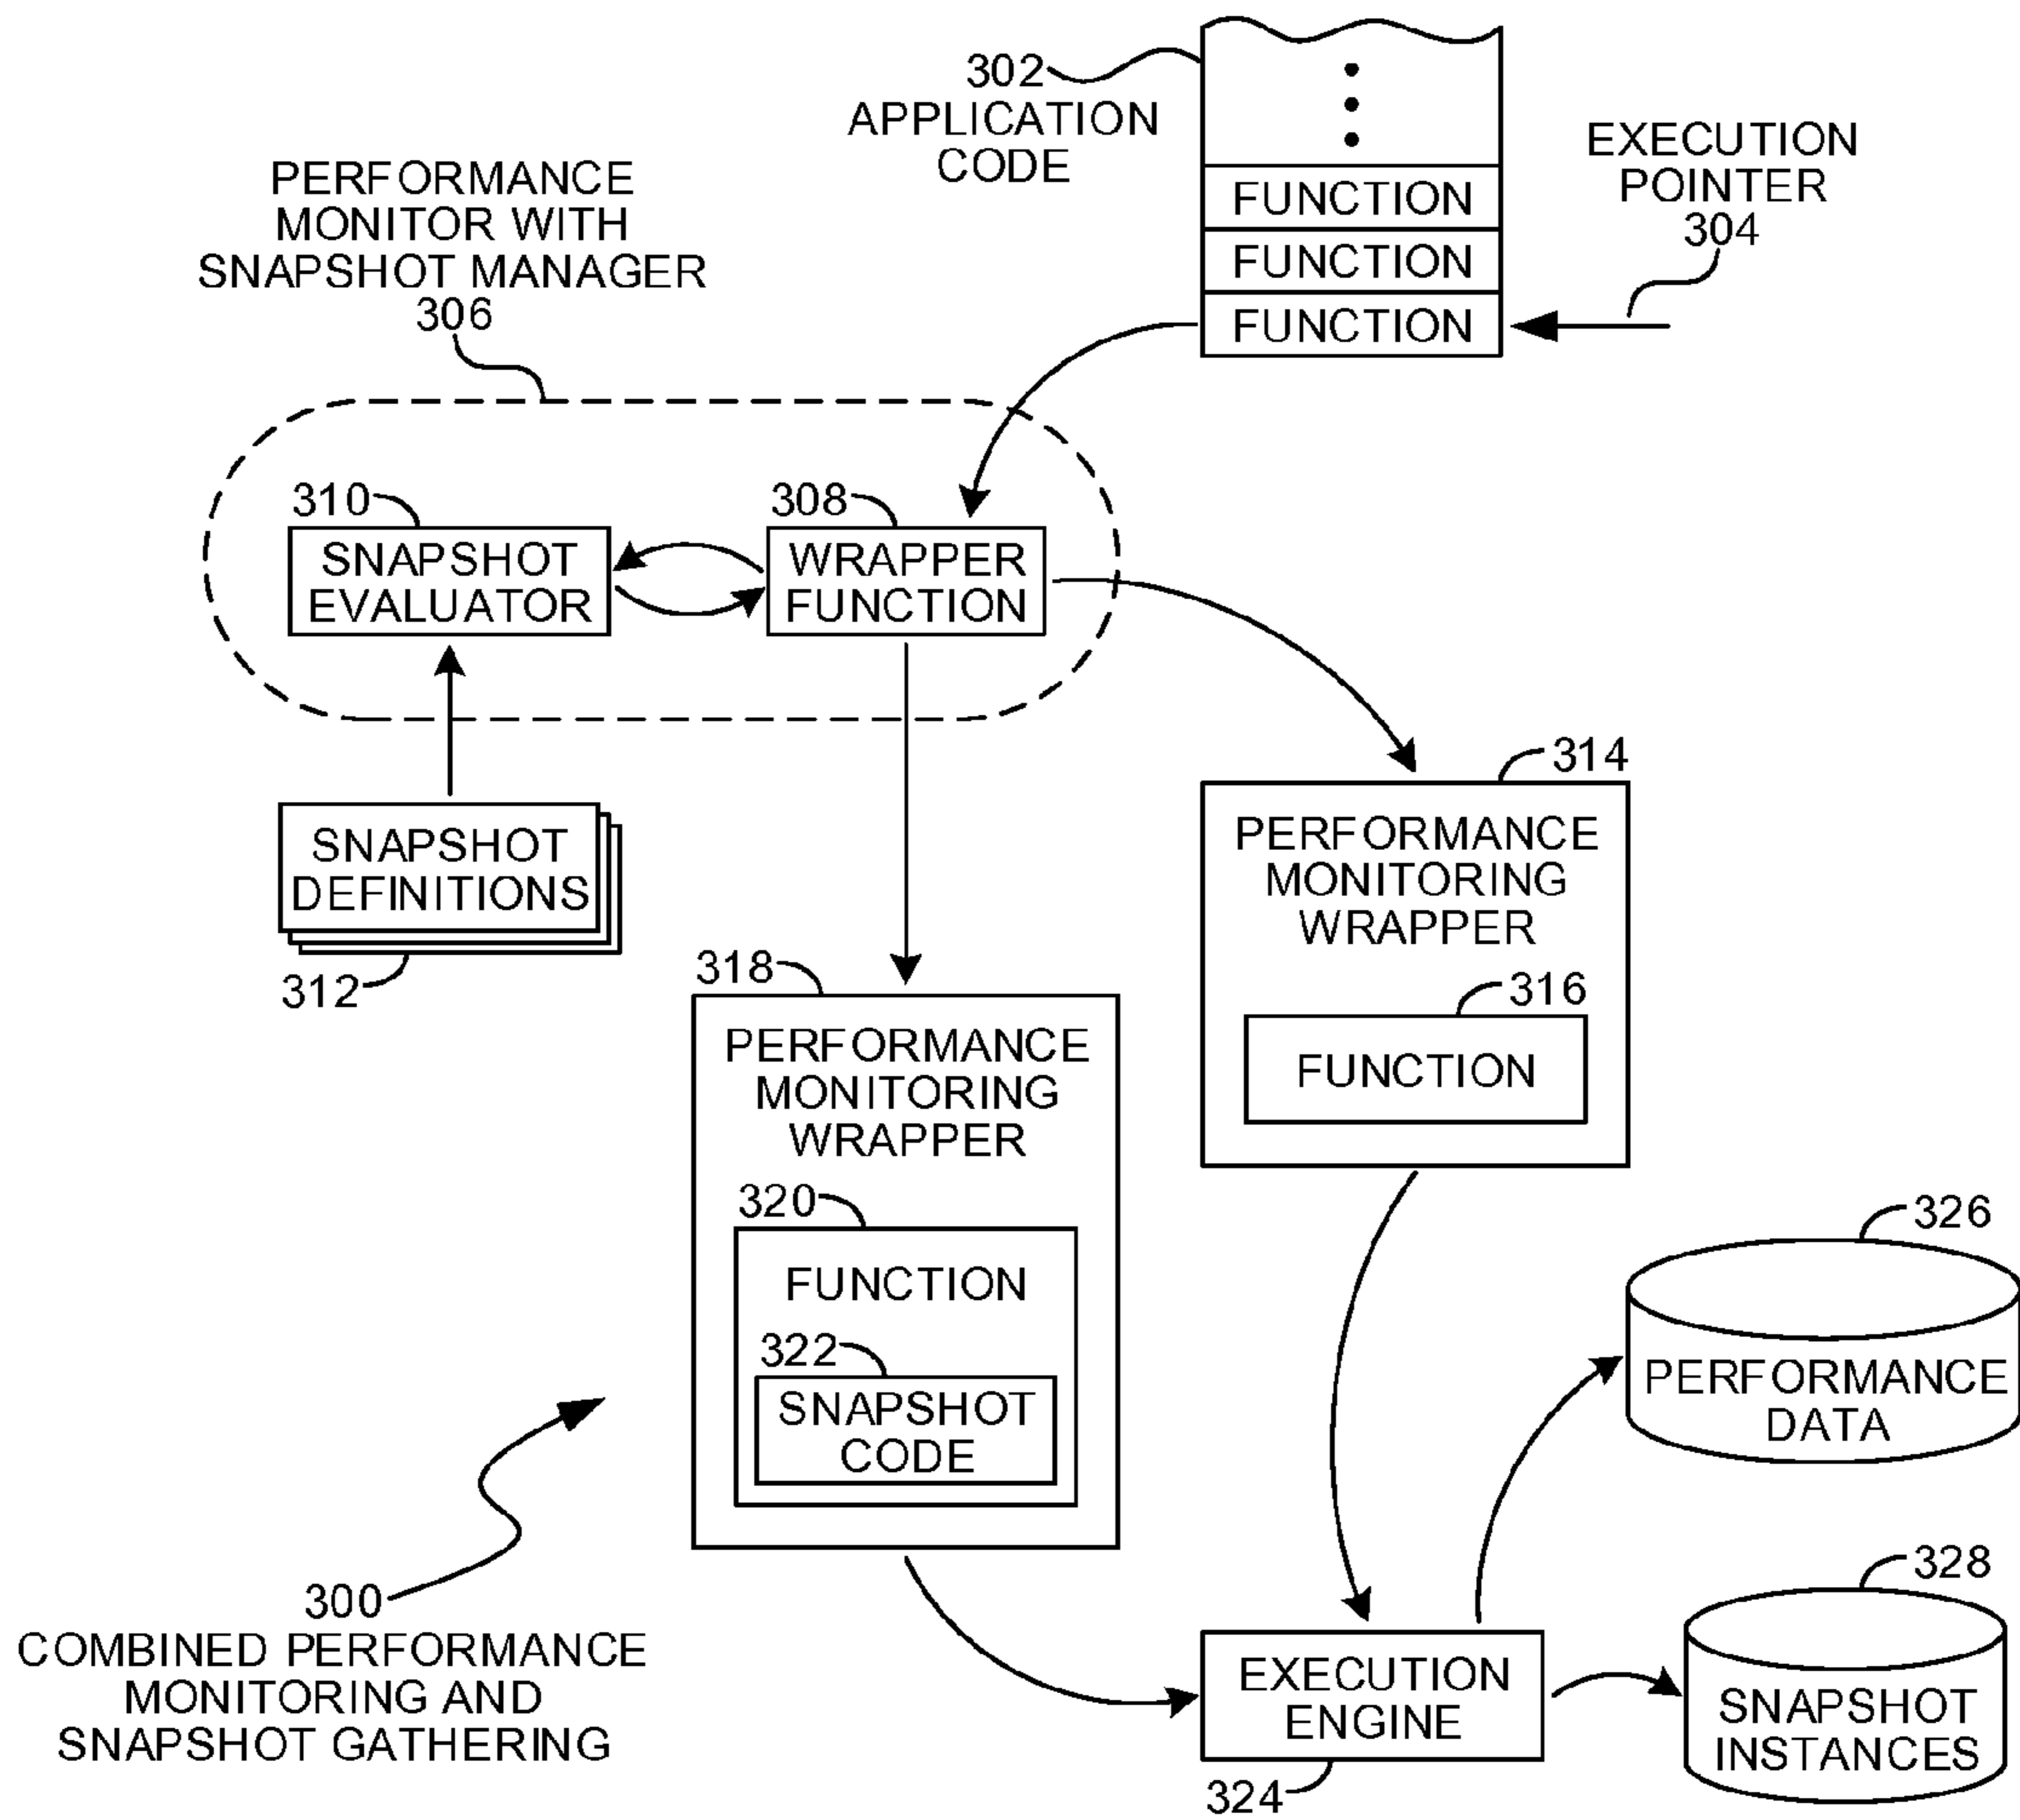 302
APPLICATION
CODE
FUNCTION
FUNCTION
FUNCTION
EXECUTION
POINTER
304
PERFORMANCE
MONITOR WITH
SNAPSHOT MANAGER
306
310
SNAPSHOT
EVALUATOR
308
WRAPPER
FUNCTION
SNAPSHOT
DEFINITIONS
312
314
PERFORMANCE
MONITORING
WRAPPER
316
FUNCTION
318
PERFORMANCE
MONITORING
WRAPPER
320
FUNCTION
322
SNAPSHOT
CODE
326
PERFORMANCE
DATA
328
SNAPSHOT
INSTANCES
EXECUTION
ENGINE
324
300
COMBINED PERFORMANCE
MONITORING AND
SNAPSHOT GATHERING